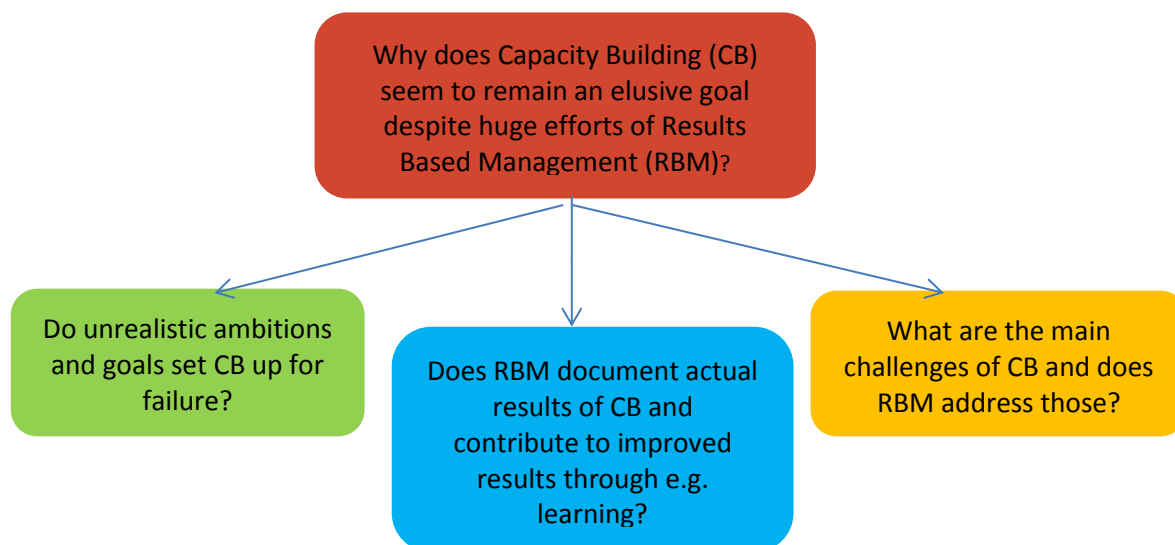 Why does Capacity Building (CB)
seem to remain an elusive goal
despite huge efforts of Results
Based Management (RBM)?
Do unrealistic ambitions
and goals set CB up for
failure?
Does RBM document actual
results of CB and
contribute to improved
results through e.g.
learning?
What are the main
challenges of CB and does
RBM address those?